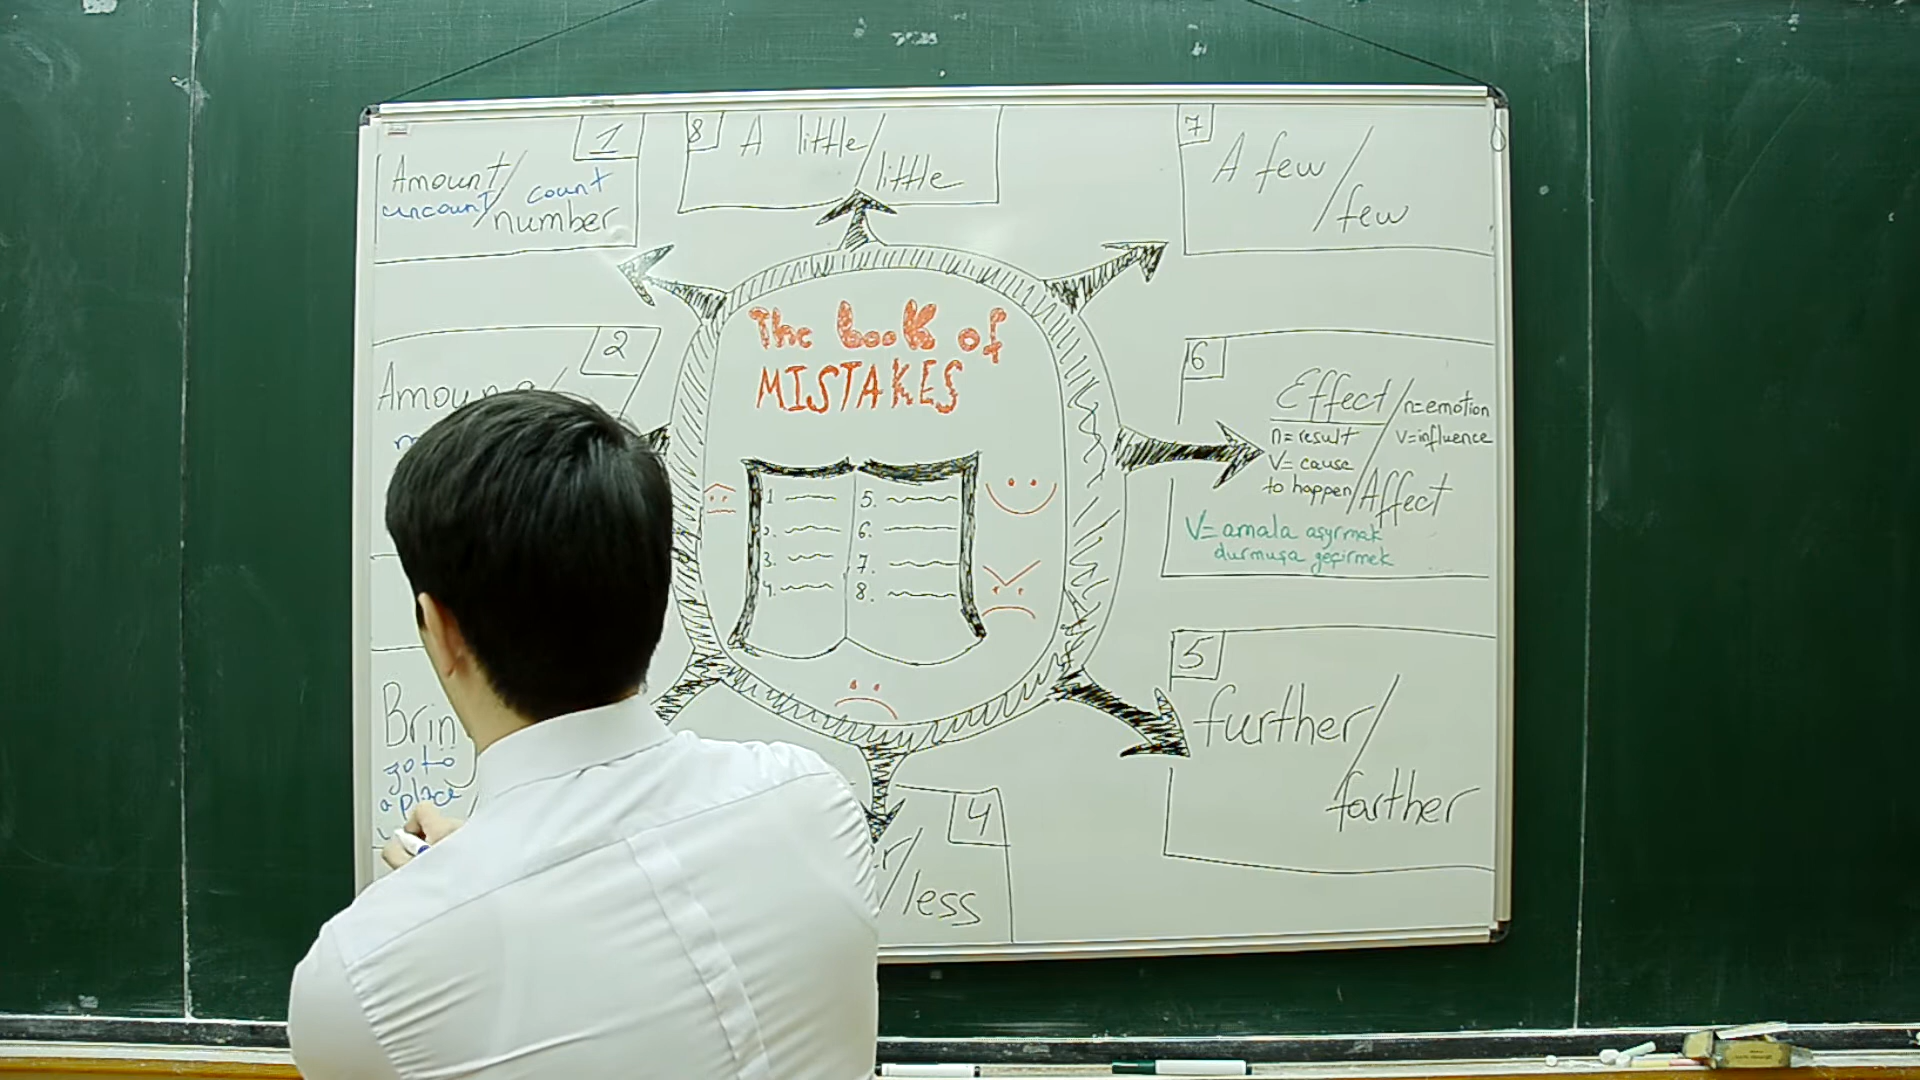 1
Amount/
uncount count
number
8
A little/
little
7
A few/
few
2
The book of
MISTAKES
1
3.
4.
5.
6.
7.
8.
6
Effect/
n=emotion
v=influence
n=result
V= cause
to happen
Affect
V=amala aşyrmak
durmuşa geçirmek
go to
a place
5
further/
farther
4
/less